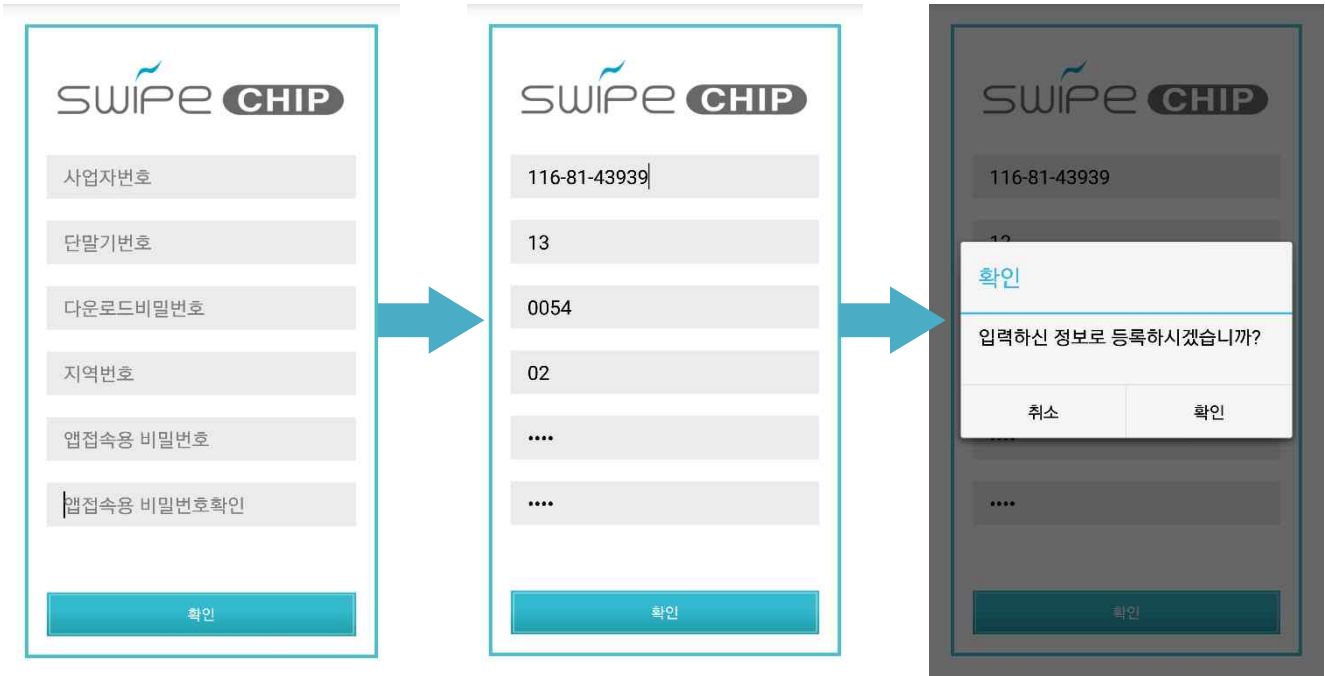 swipe CHIP
사업자번호
단말기번호
다운로드비밀번호
지역번호
앱접속용 비밀번호
앱접속용 비밀번호확인
확인
swipe CHIP
116-81-43939
13
0054
02
••••
••••
확인
swipe CHIP
116-81-43939
13
확인
입력하신 정보로 등록하시겠습니까?
취소
확인
••••
••••
확인